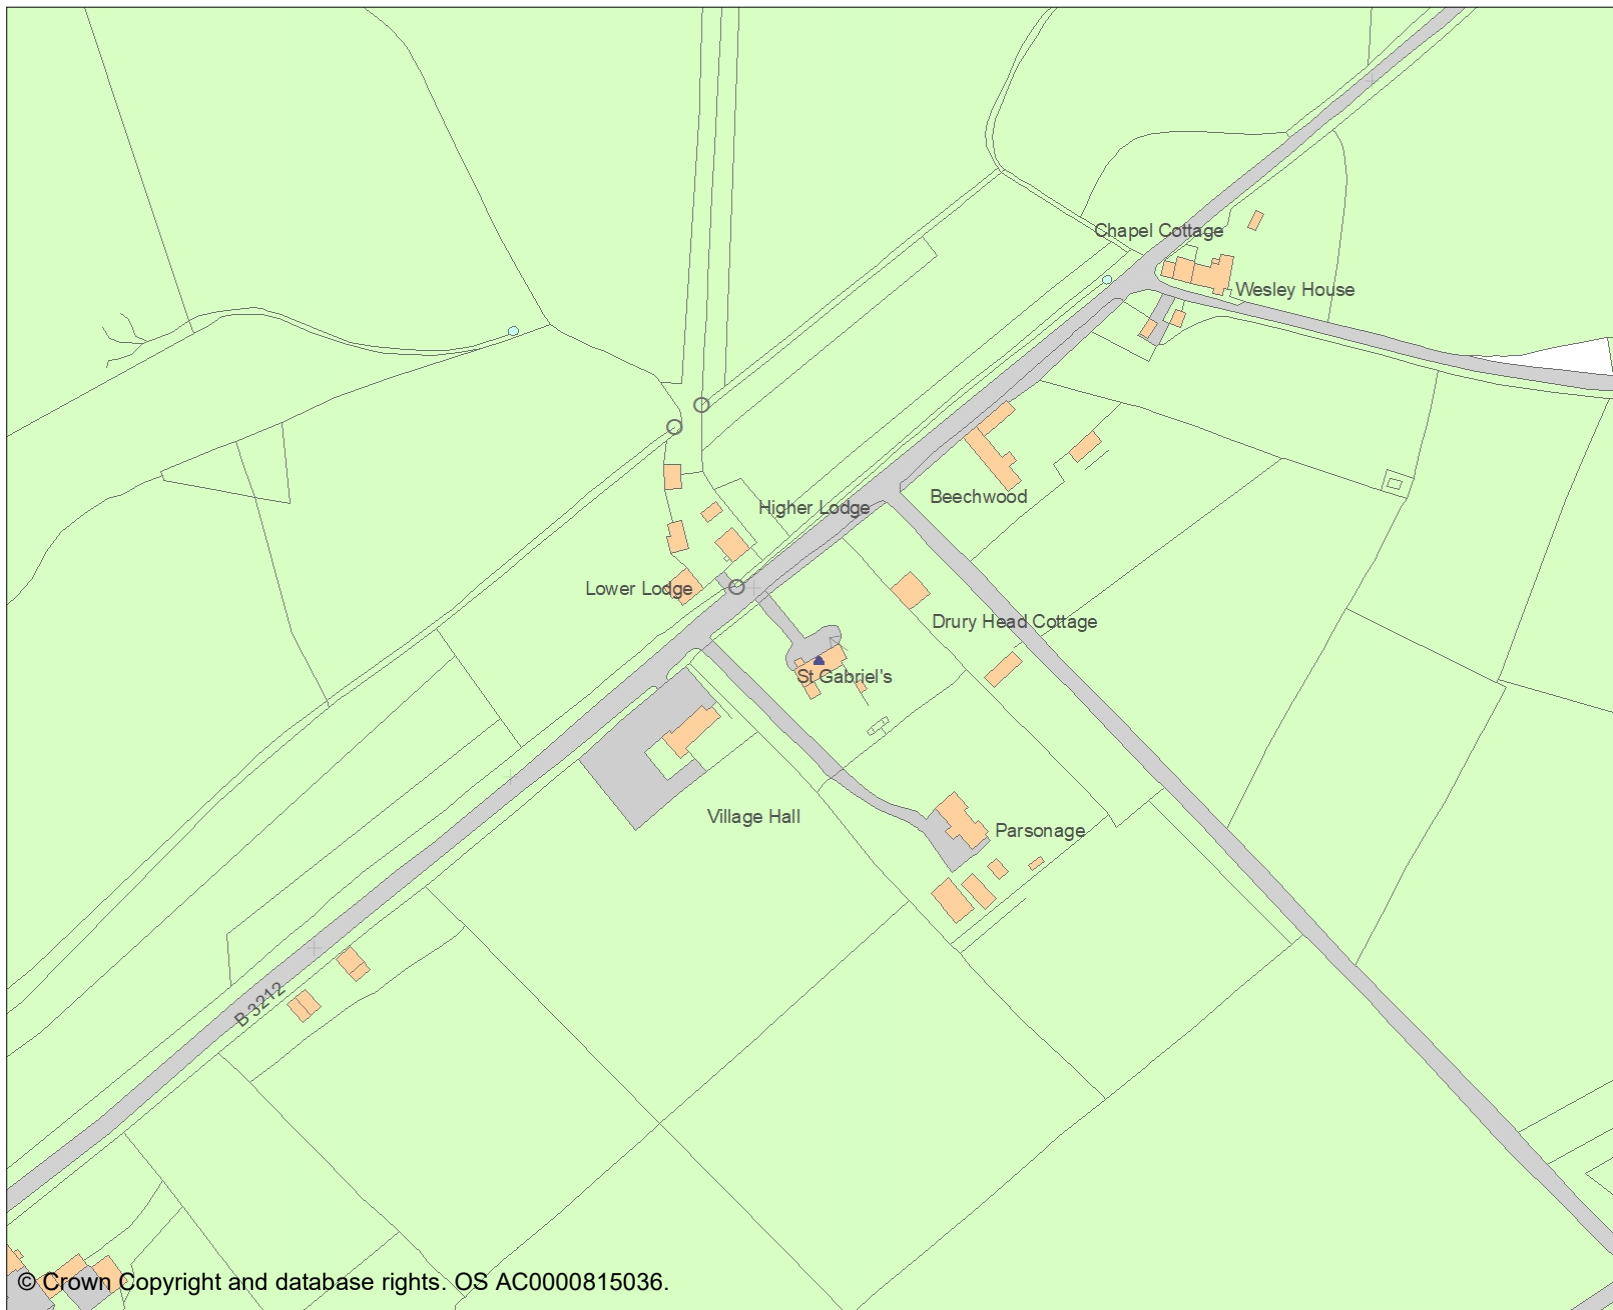 Chapel Cottage
Wesley House
Beechwood
Higher Lodge
Lower Lodge
Drury Head Cottage
St Gabriel's
Village Hall
Parsonage
B 3212
© Crown Copyright and database rights. OS AC0000815036.